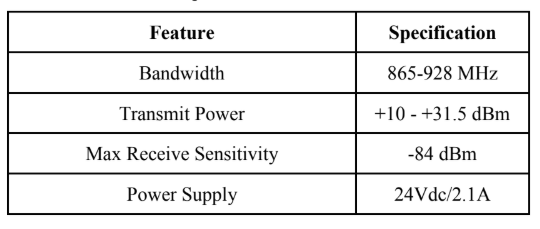 Feature Specification
Bandwidth 865-928 MHz
Transmit Power +10 - +31.5 dBm
Max Receive Sensitivity -84 dBm
Power Supply 24Vdc/2.1A